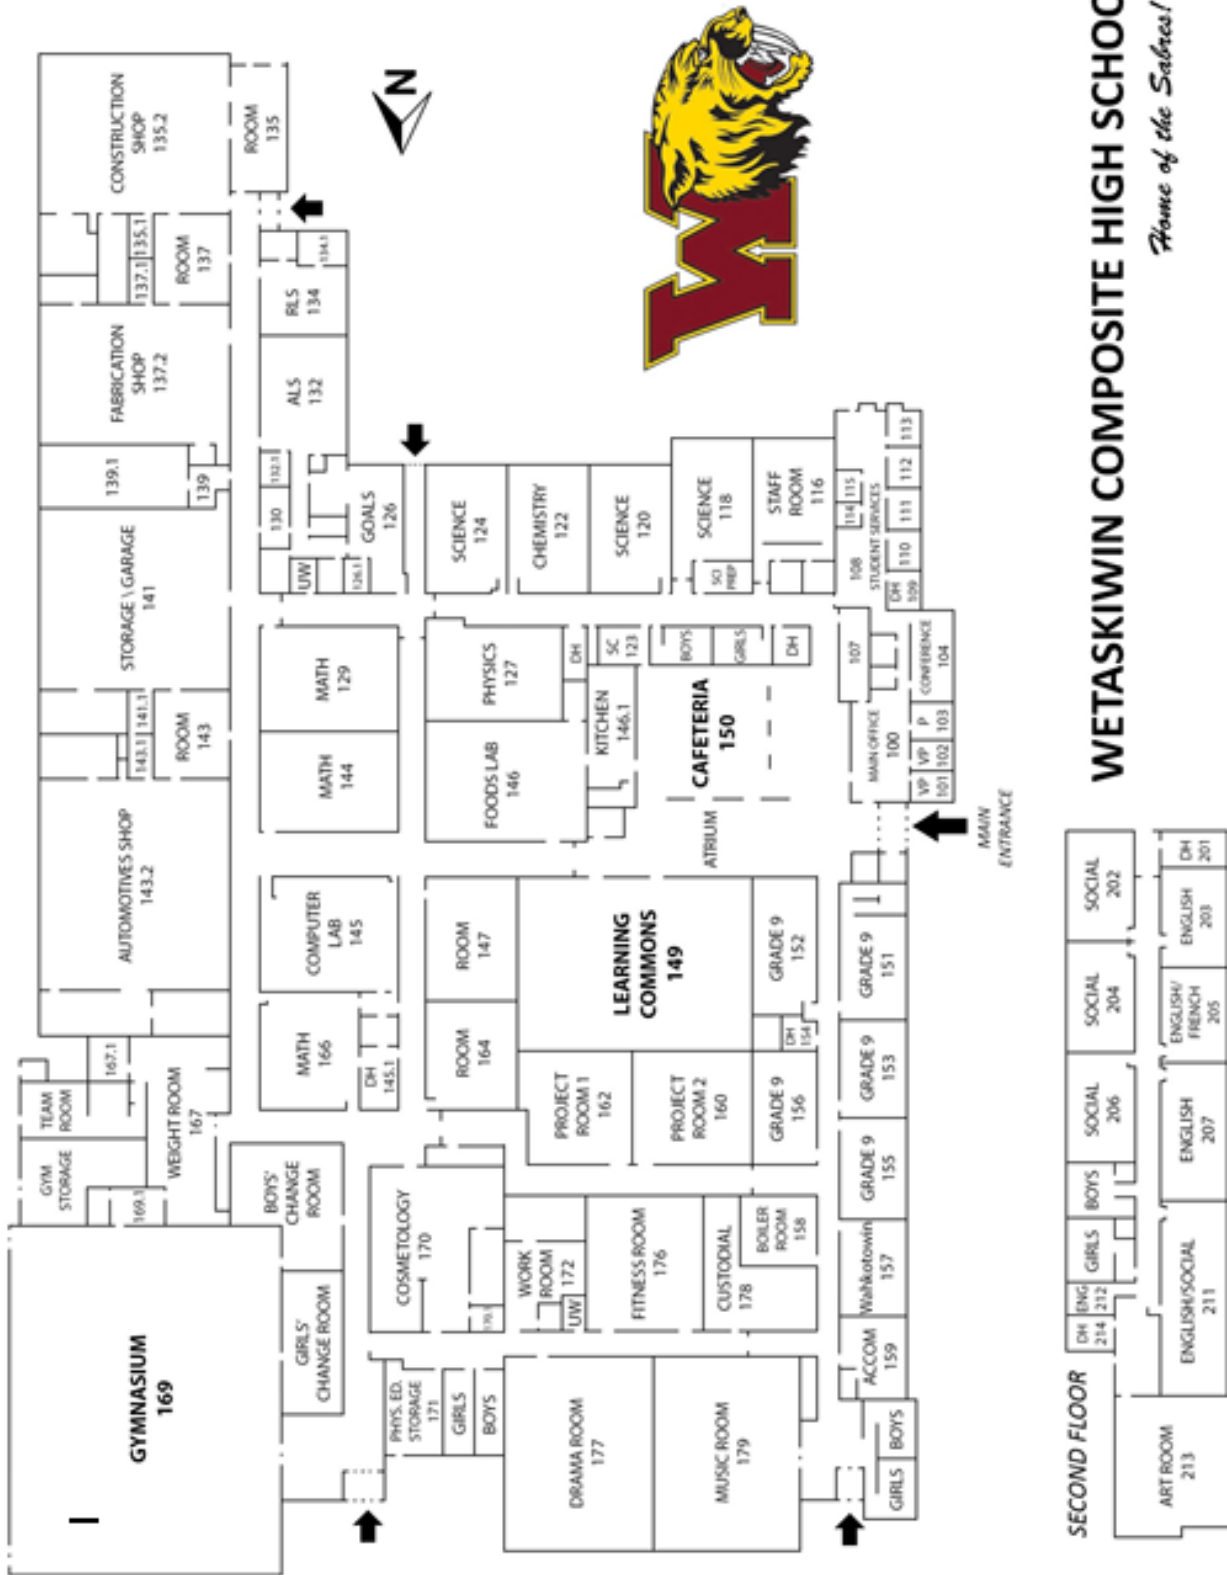 GYMNASIUM
169
GYM
STORAGE
TEAM
ROOM
167.1
169.1
WEIGHT ROOM
167
BOYS'
CHANGE
ROOM
GIRLS'
CHANGE ROOM
AUTOMOTIVES SHOP
143.2
143.1
141.1
ROOM
143
STORAGE \ GARAGE
141
139.1
139
FABRICATION
SHOP
137.2
137.1
135.1
ROOM
137
CONSTRUCTION
SHOP
135.2
ROOM
135
N
MATH
166
DH
145.1
COMPUTER
LAB
145
MATH
144
MATH
129
UW
126.1
130
132.1
GOALS
126
ALS
132
RLS
134
134.1
PHYS. ED.
STORAGE
171
GIRLS
BOYS
COSMETOLOGY
170
170.1
WORK
ROOM
172
UW
ROOM
164
ROOM
147
FOODS LAB
146
PHYSICS
127
DH
SCIENCE
124
CHEMISTRY
122
SCIENCE
120
SCIENCE
118
SCI
PREP
STAFF
ROOM
116
DRAMA ROOM
177
MUSIC ROOM
179
FITNESS ROOM
176
CUSTODIAL
178
BOILER
ROOM
158
PROJECT
ROOM 1
162
PROJECT
ROOM 2
160
GRADE 9
156
LEARNING
COMMONS
149
DH
154
GRADE 9
152
ATRIUM
KITCHEN
146.1
SC
123
CAFETERIA
150
BOYS
GIRLS
DH
GIRLS
BOYS
ACCOM
159
Wahkotowin
157
GRADE 9
155
GRADE 9
153
GRADE 9
151
MAIN
ENTRANCE
MAIN OFFICE
100
VP
101
VP
102
P
103
CONFERENCE
104
107
108
STUDENT SERVICES
114
115
DH
109
110
111
112
113
SECOND FLOOR
ART ROOM
213
DH
214
ENG
212
GIRLS
BOYS
SOCIAL
206
SOCIAL
204
SOCIAL
202
ENGLISH/SOCIAL
211
ENGLISH
207
ENGLISH/
FRENCH
205
ENGLISH
203
DH
201
W
WETASKIWIN COMPOSITE HIGH SCHOO
Home of the Sabres!